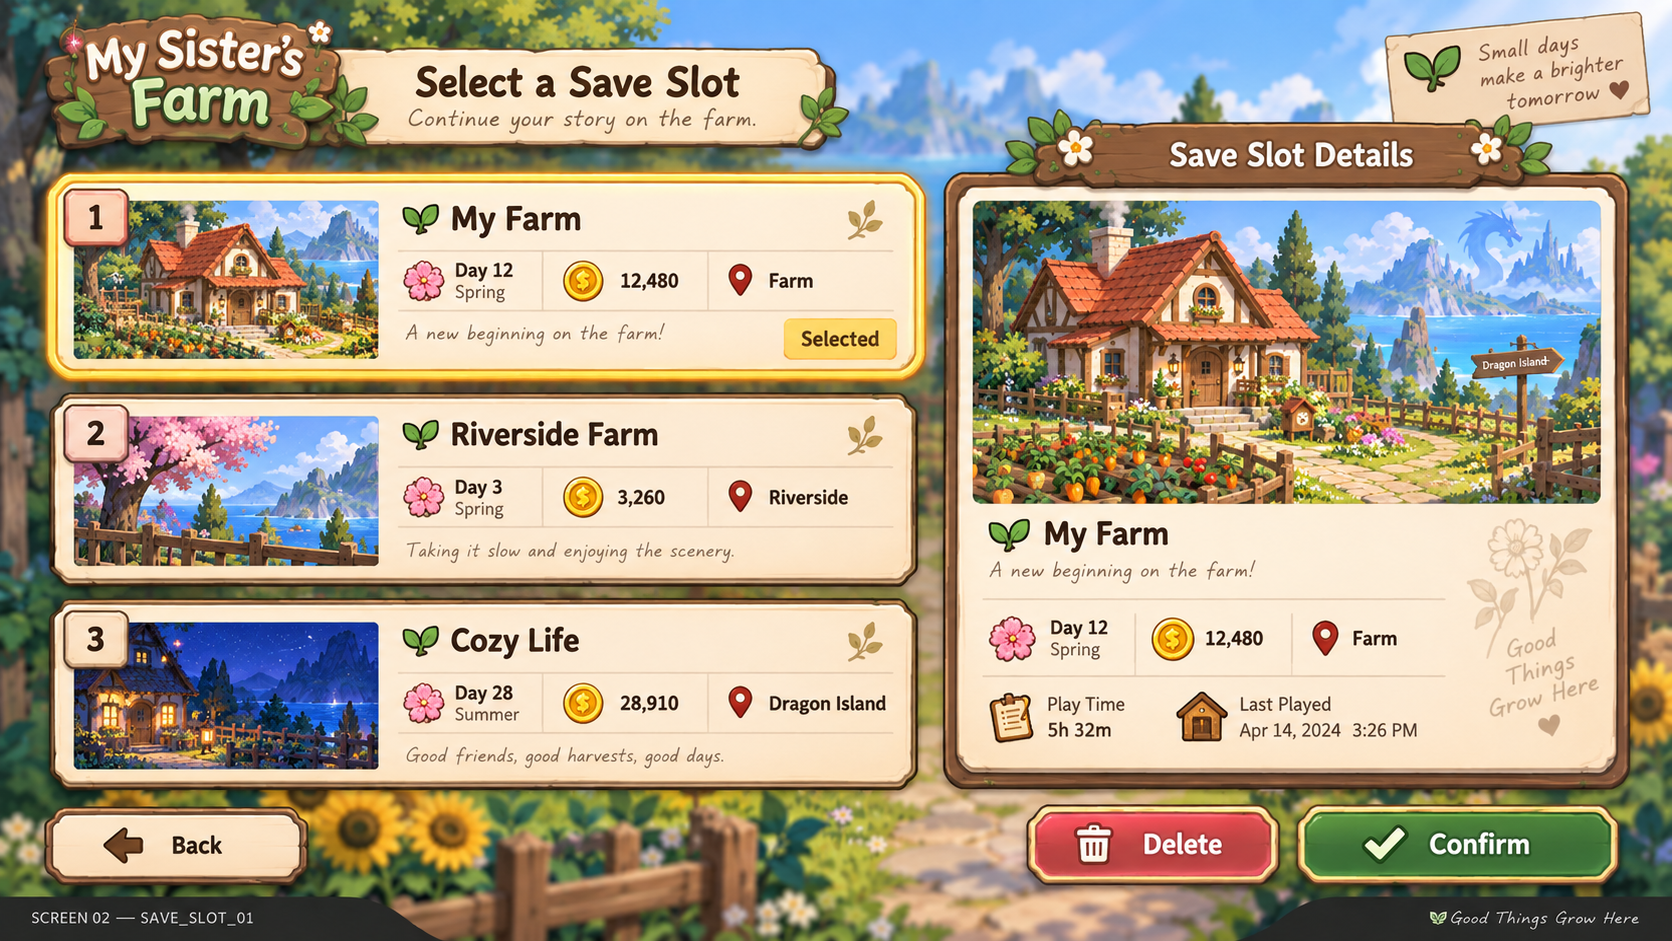 My Sister's
Farm
Select a Save Slot
Continue your story on the farm.
Small days
make a brighter
tomorrow
1
My Farm
Day 12
Spring
12,480
Farm
A new beginning on the farm!
Selected
2
Riverside Farm
Day 3
Spring
3,260
Riverside
Taking it slow and enjoying the scenery.
3
Cozy Life
Day 28
Summer
28,910
Dragon Island
Good friends, good harvests, good days.
Save Slot Details
Dragon Island
My Farm
A new beginning on the farm!
Day 12
Spring
12,480
Farm
Play Time
5h 32m
Last Played
Apr 14, 2024 3:26 PM
Good
Things
Grow Here
Back
Delete
Confirm
SCREEN 02 — SAVE_SLOT_01
Good Things Grow Here